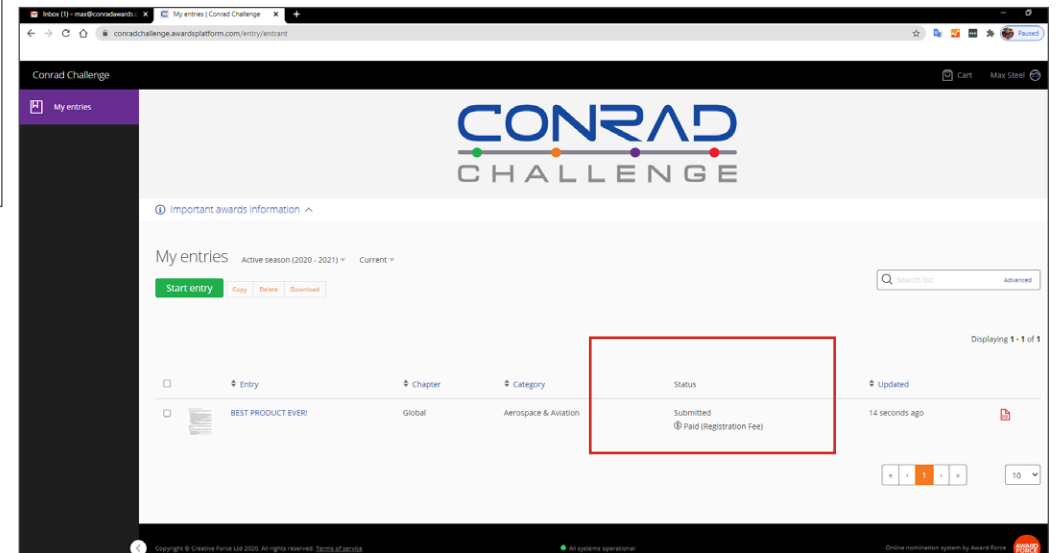 Inbox (1) - max@conradawards.c
My entries | Conrad Challenge
conradchallenge.awardsplatform.com/entry/entrant
Paused
Conrad Challenge
Cart
Max Steel
My entries
CONRAD
CHALLENGE
Important awards information
My entries
Active season (2020 - 2021)
Current
Start entry
Copy
Delete
Download
Search list
Advanced
Displaying 1 - 1 of 1
Entry
Chapter
Category
Status
Updated
BEST PRODUCT EVER!
Global
Aerospace & Aviation
Submitted
14 seconds ago
Paid (Registration Fee)
« ‹ 1 › »
10
Copyright © Creative Force Ltd 2020. All rights reserved. Terms of service
All systems operational
Online nomination system by Award Force
AWARD
FORCE